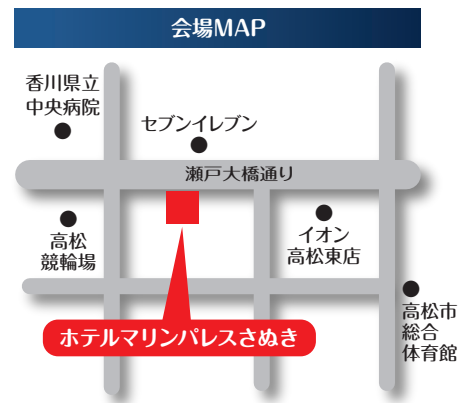 会場MAP
香川県立
中央病院
セブンイレブン
瀬戸大橋通り
高松
競輪場
イオン
高松東店
高松市
総合
体育館
ホテルマリンパレスさぬき